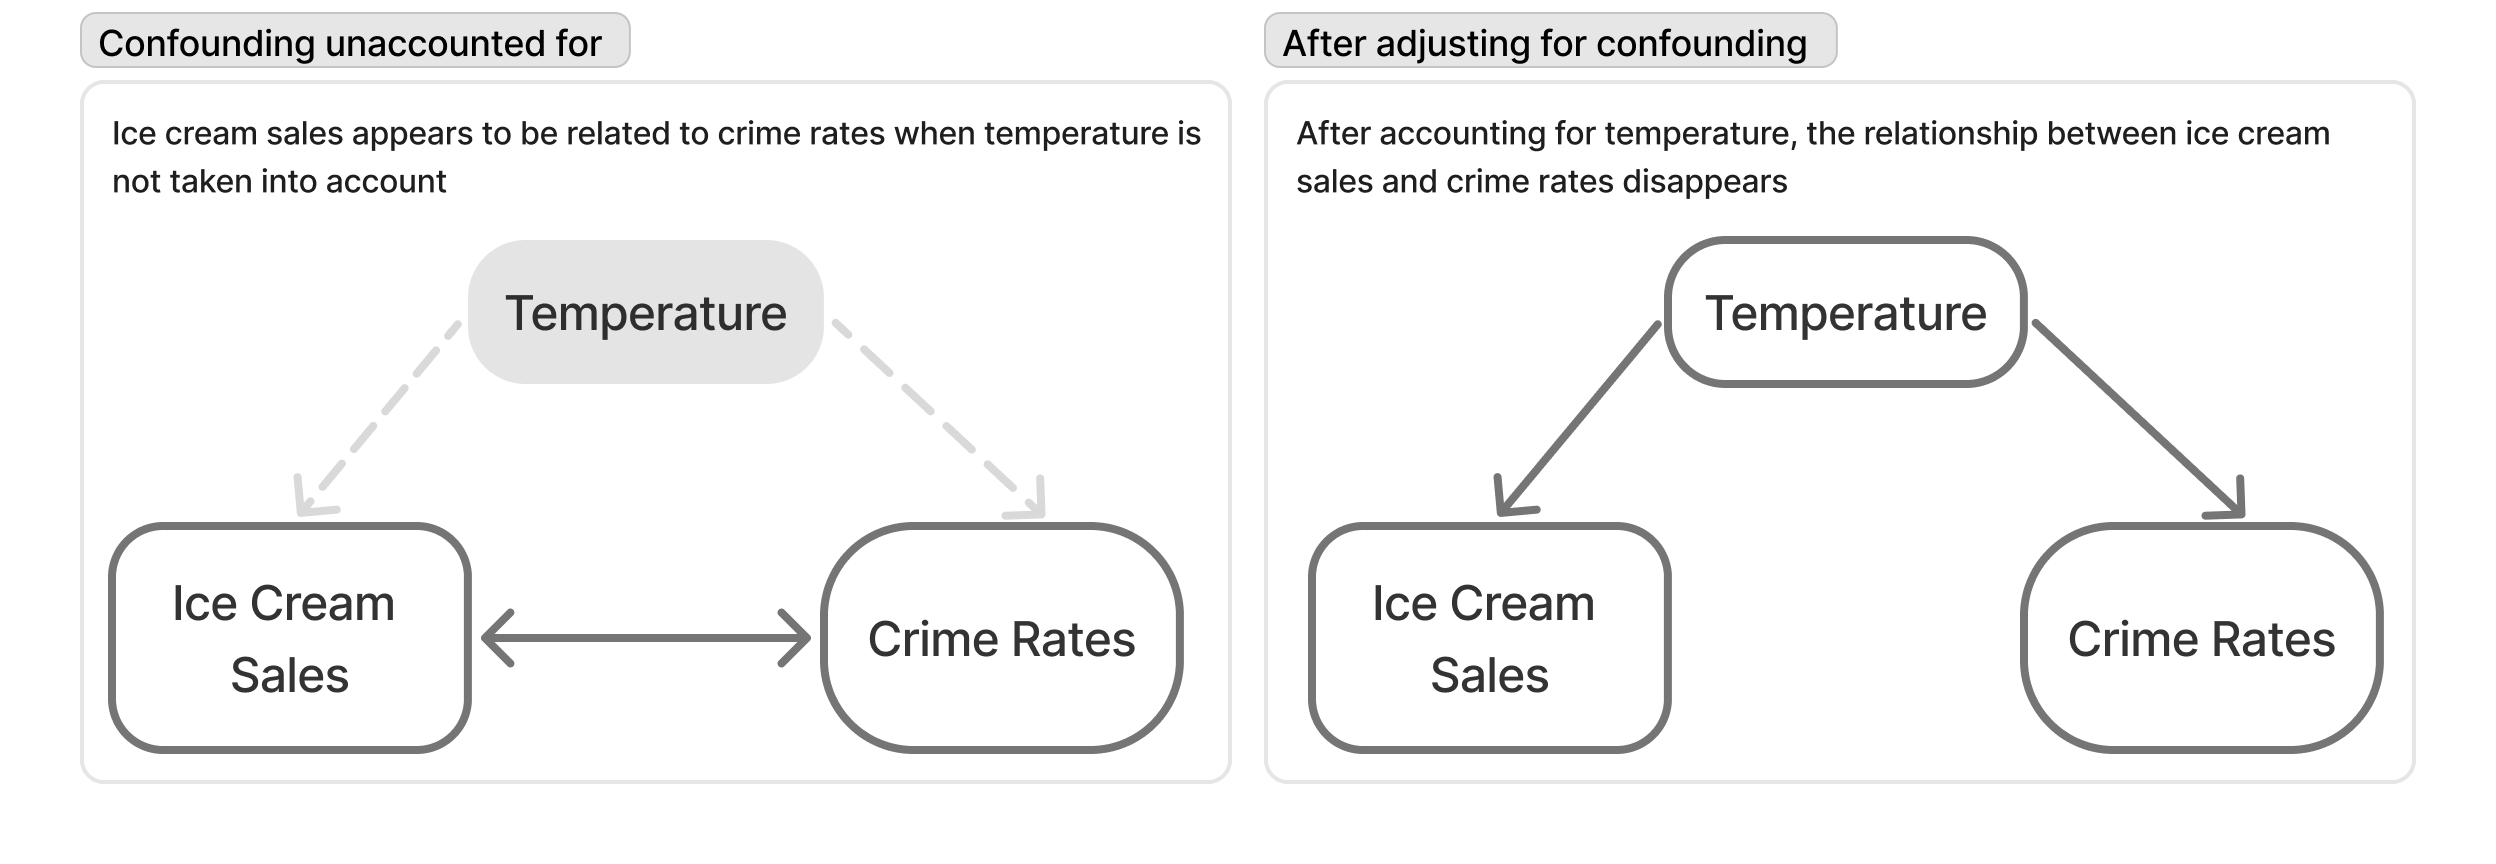 Confounding unaccounted for
Ice cream sales appears to be related to crime rates when temperature is
not taken into account
Temperature
Ice Cream
Sales
Crime Rates
After adjusting for confounding
After accounting for temperature, the relationship between ice cream
sales and crime rates disappears
Temperature
Ice Cream
Sales
Crime Rates